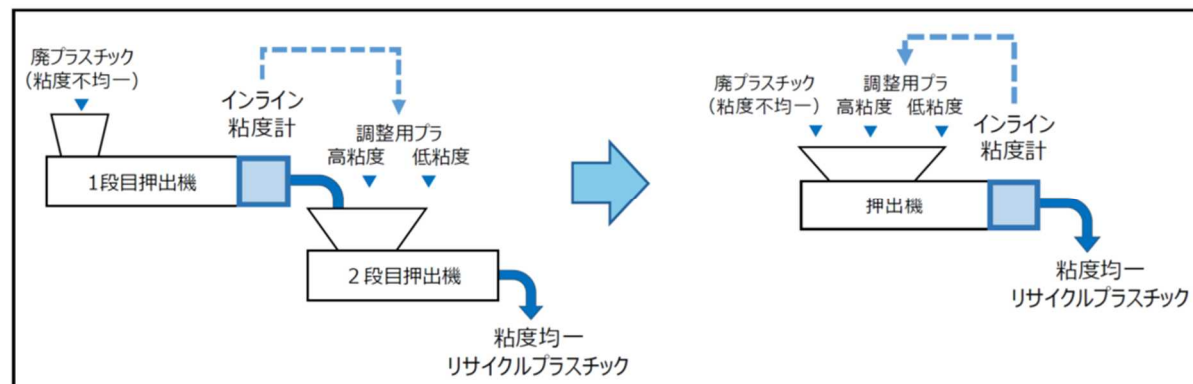 廃プラスチック
（粘度不均一）
インライン
粘度計
調整用プラ
高粘度 低粘度
1段目押出機
２段目押出機
粘度均一
リサイクルプラスチック
廃プラスチック
（粘度不均一）
調整用プラ
高粘度 低粘度
インライン
粘度計
押出機
粘度均一
リサイクルプラスチック